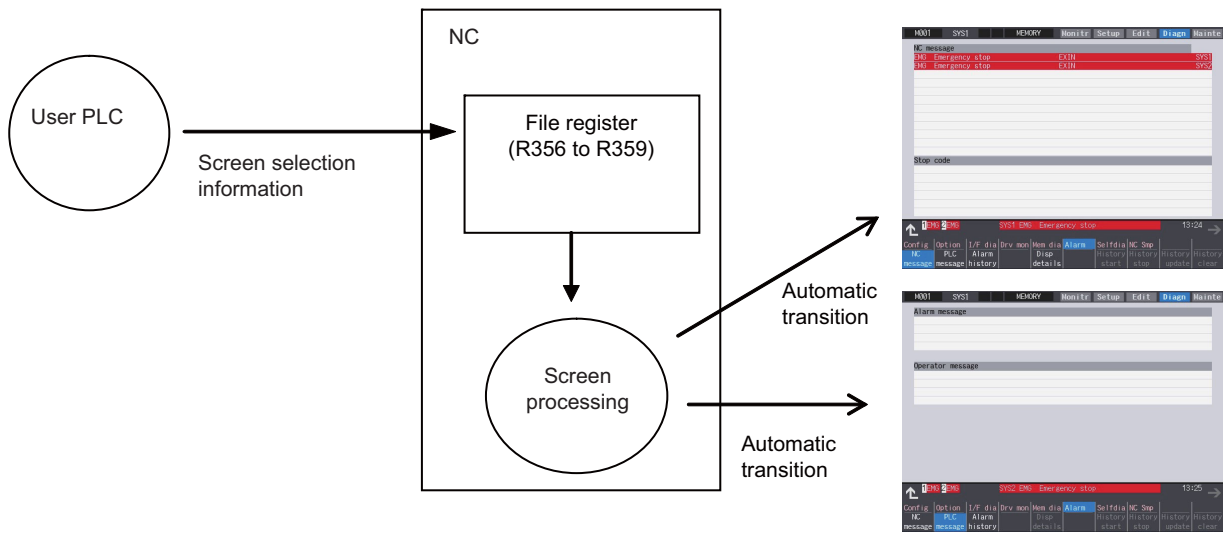 User PLC
Screen selection
information
NC
File register
(R356 to R359)
Screen
processing
Automatic
transition
Automatic
transition
M001 SYS1 MEMORY Monitr Setup Edit Diagn Mainte
NC message
EMG Emergency stop EXIN SYS1
EMG Emergency stop EXIN SYS2
Stop code
1EMG 2EMG SYS1 EMG Emergency stop 13:24
Config Option I/F dia Drv mon Mem dia Alarm Selfdia NC Smp
NC PLC Alarm Disp History History History History
message message history details start stop update clear
M001 SYS1 MEMORY Monitr Setup Edit Diagn Mainte
Alarm message
Operator message
1EMG 2EMG SYS2 EMG Emergency stop 13:25
Config Option I/F dia Drv mon Mem dia Alarm Selfdia NC Smp
NC PLC Alarm Disp History History History History
message message history details start stop update clear